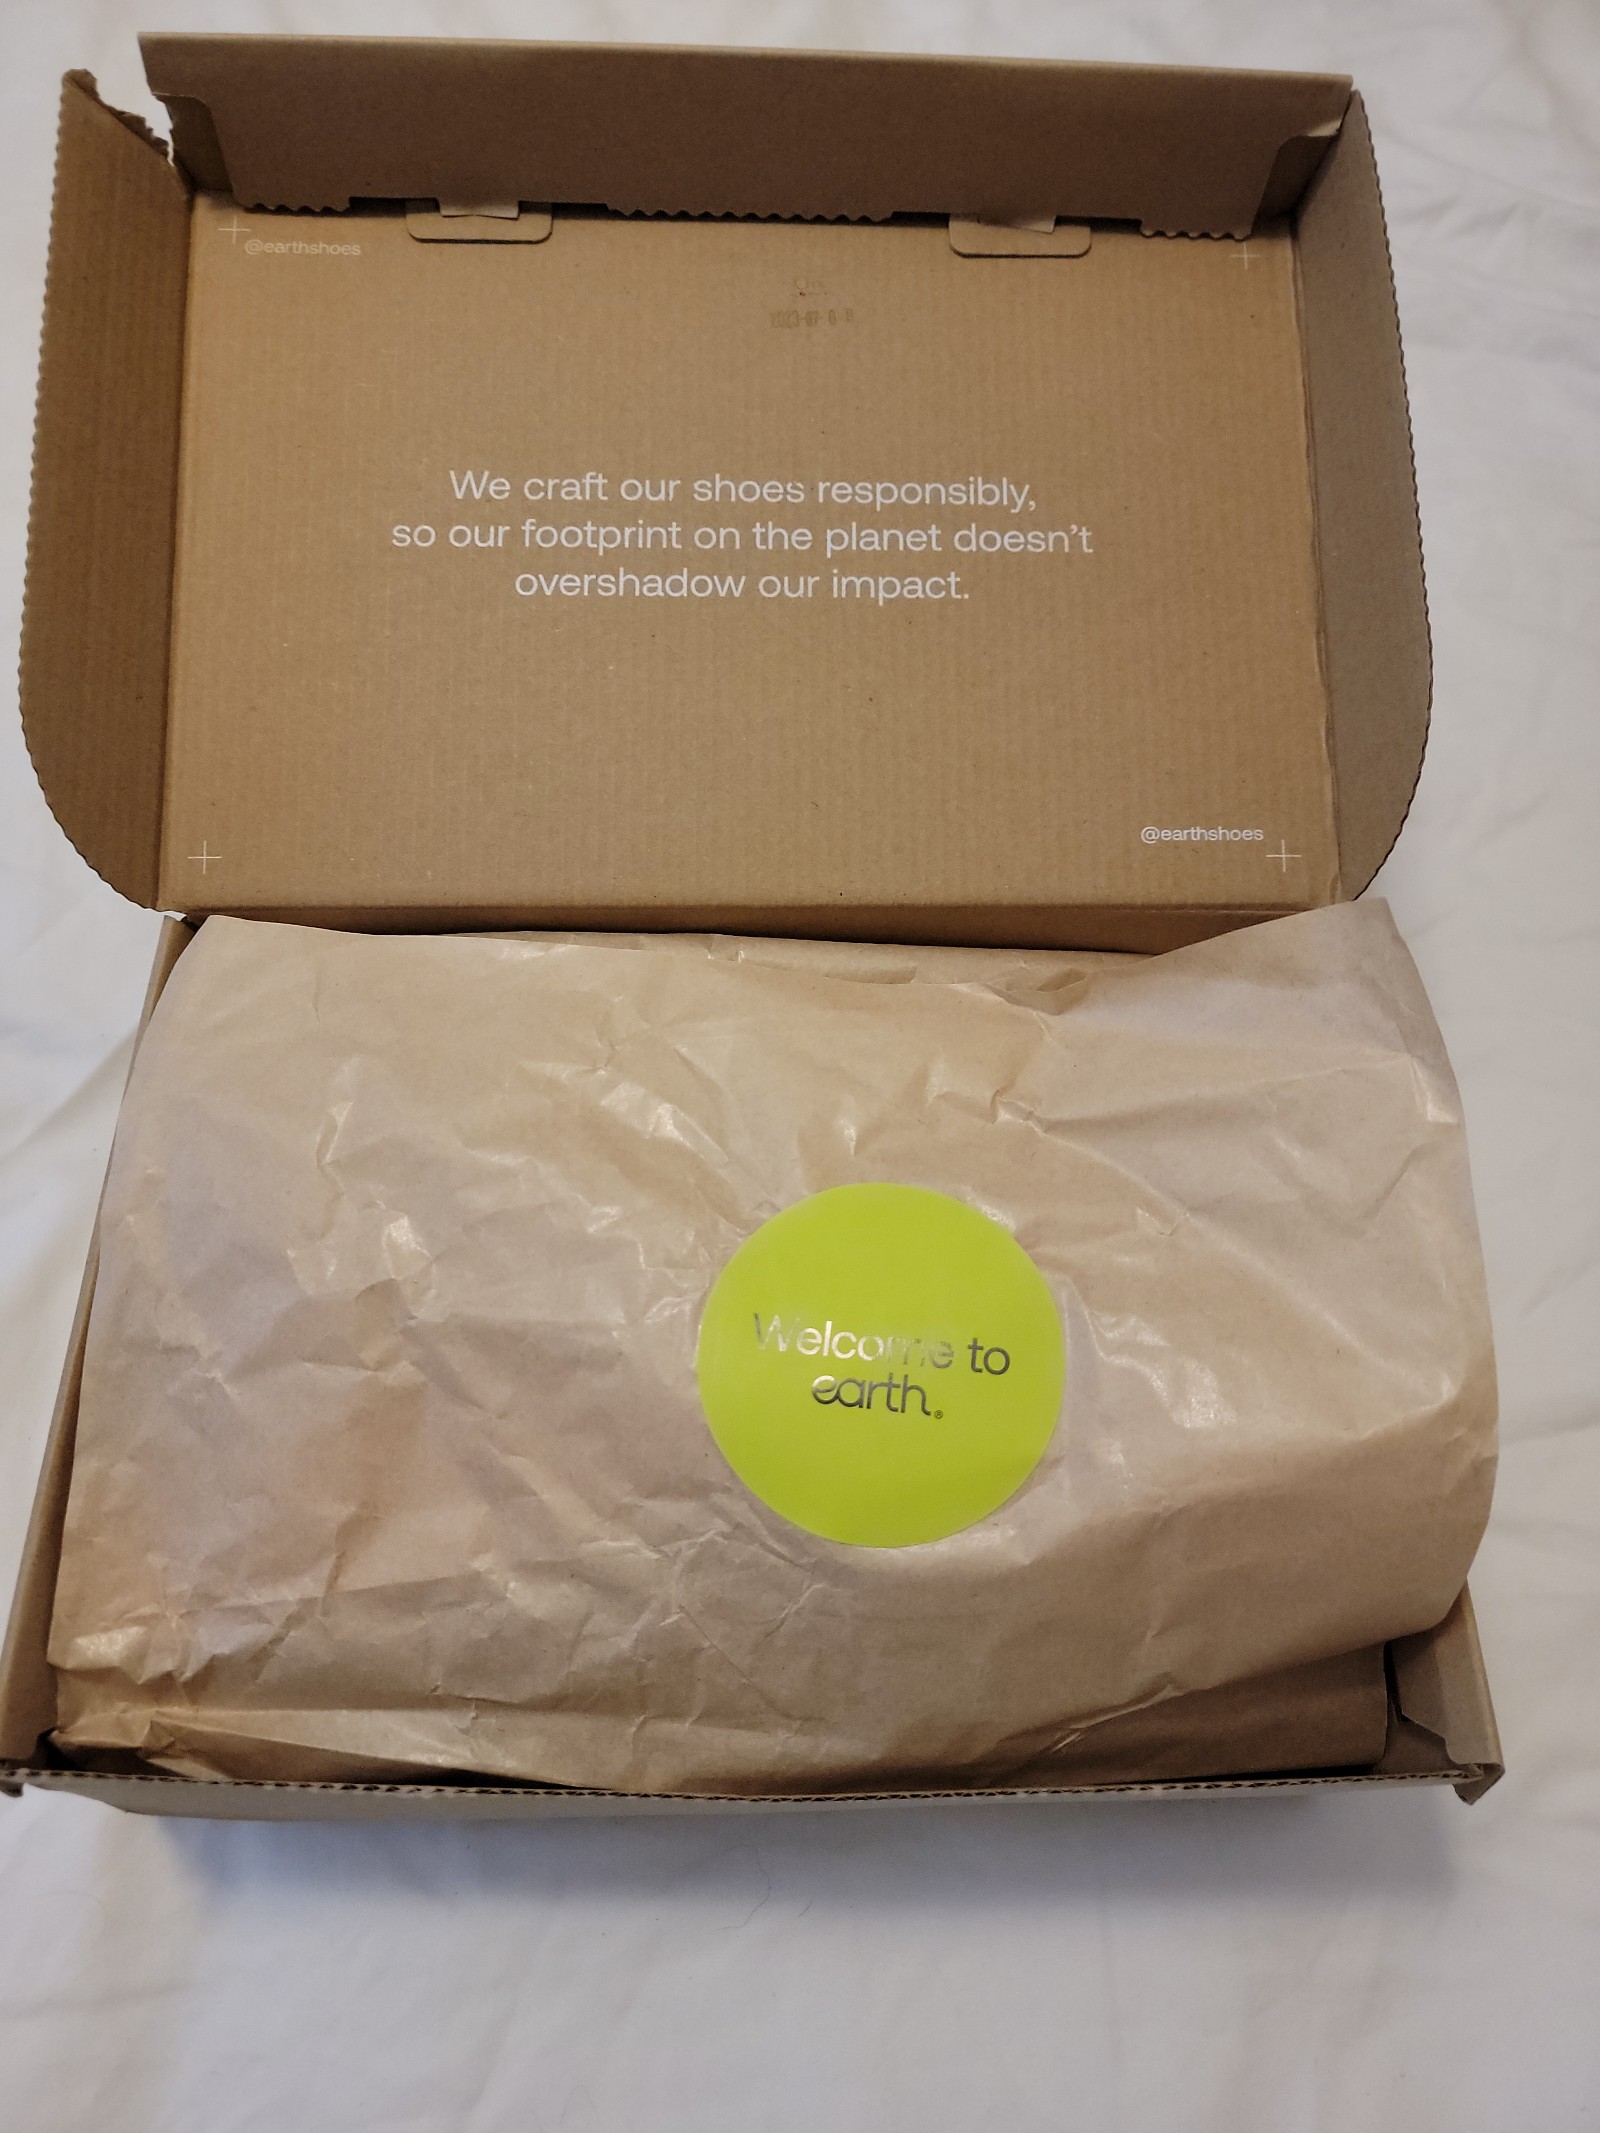 @earthshoes
We craft our shoes responsibly,
so our footprint on the planet doesn't
overshadow our impact.
@earthshoes
Welcome to
earth®